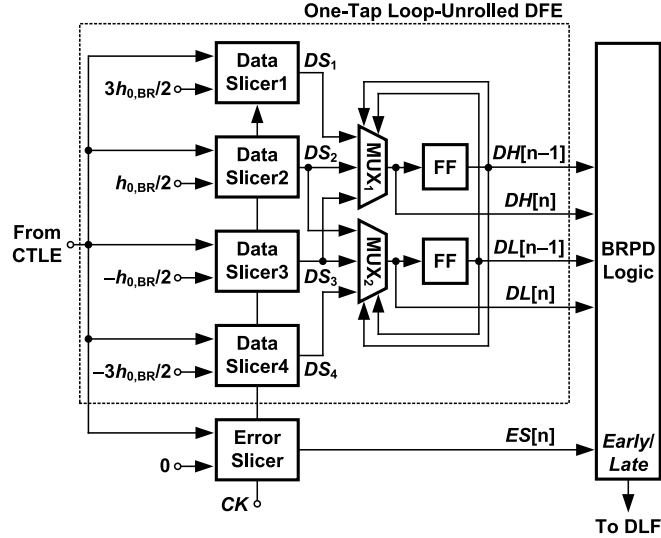 One-Tap Loop-Unrolled DFE
Data
Slicer1
DS1
3h0,BR/2
Data
Slicer2
DS2
h0,BR/2
MUX1
FF
DH[n–1]
DH[n]
From
CTLE
Data
Slicer3
DS3
–h0,BR/2
MUX2
FF
DL[n–1]
DL[n]
BRPD
Logic
Data
Slicer4
DS4
–3h0,BR/2
Error
Slicer
ES[n]
0
CK
Early/
Late
To DLF